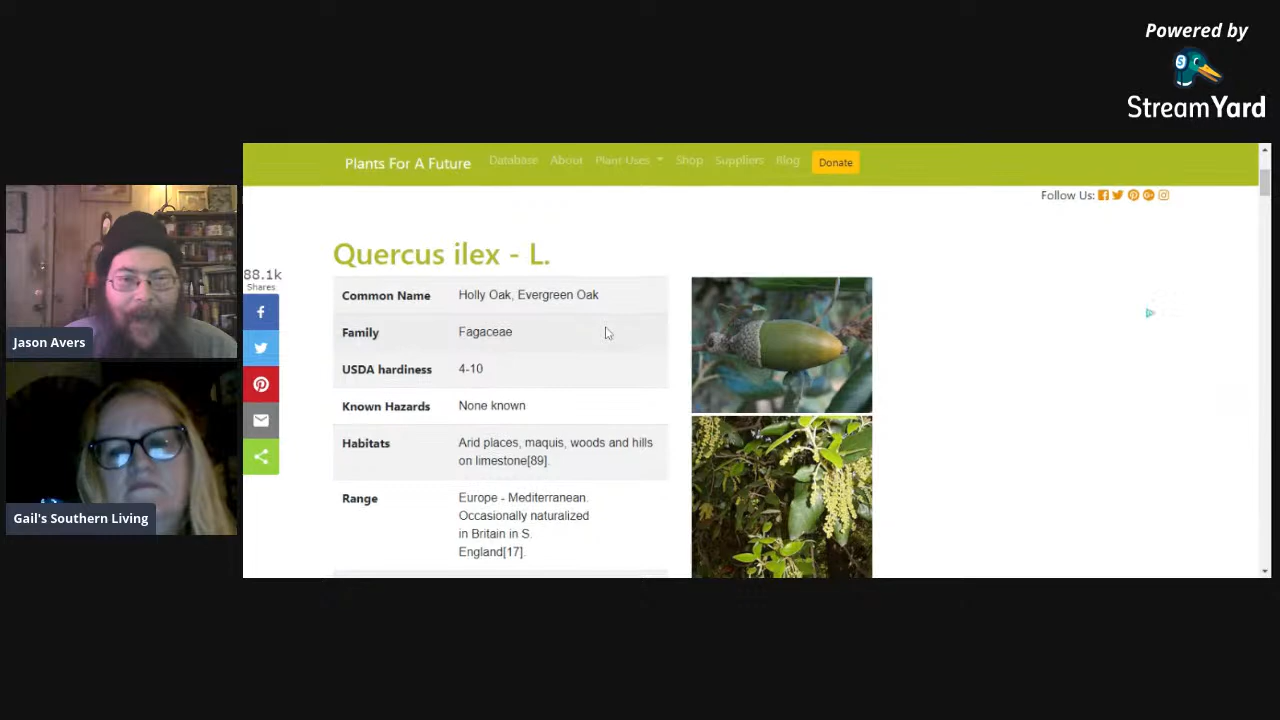 Powered by
StreamYard
Plants For A Future
Database
About
Plant Uses
Shop
Suppliers
Blog
Donate
Follow Us:
Quercus ilex - L.
88.1k
Shares
Common Name Holly Oak, Evergreen Oak
Family Fagaceae
USDA hardiness 4-10
Known Hazards None known
Habitats Arid places, maquis, woods and hills
on limestone[89].
Range Europe - Mediterranean.
Occasionally naturalized
in Britain in S.
England[17].
Jason Avers
Gail's Southern Living